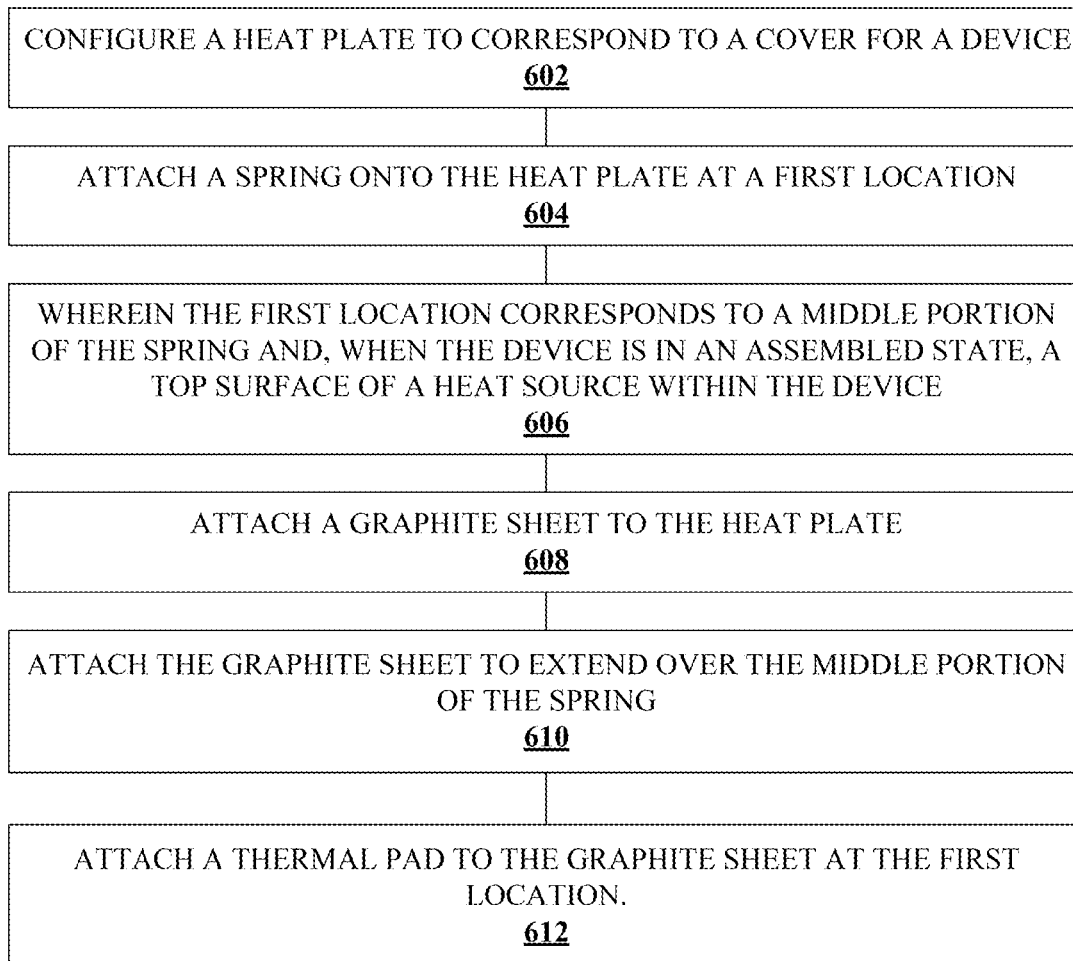 CONFIGURE A HEAT PLATE TO CORRESPOND TO A COVER FOR A DEVICE
602
ATTACH A SPRING ONTO THE HEAT PLATE AT A FIRST LOCATION
604
WHEREIN THE FIRST LOCATION CORRESPONDS TO A MIDDLE PORTION
OF THE SPRING AND, WHEN THE DEVICE IS IN AN ASSEMBLED STATE, A
TOP SURFACE OF A HEAT SOURCE WITHIN THE DEVICE
606
ATTACH A GRAPHITE SHEET TO THE HEAT PLATE
608
ATTACH THE GRAPHITE SHEET TO EXTEND OVER THE MIDDLE PORTION
OF THE SPRING
610
ATTACH A THERMAL PAD TO THE GRAPHITE SHEET AT THE FIRST
LOCATION.
612